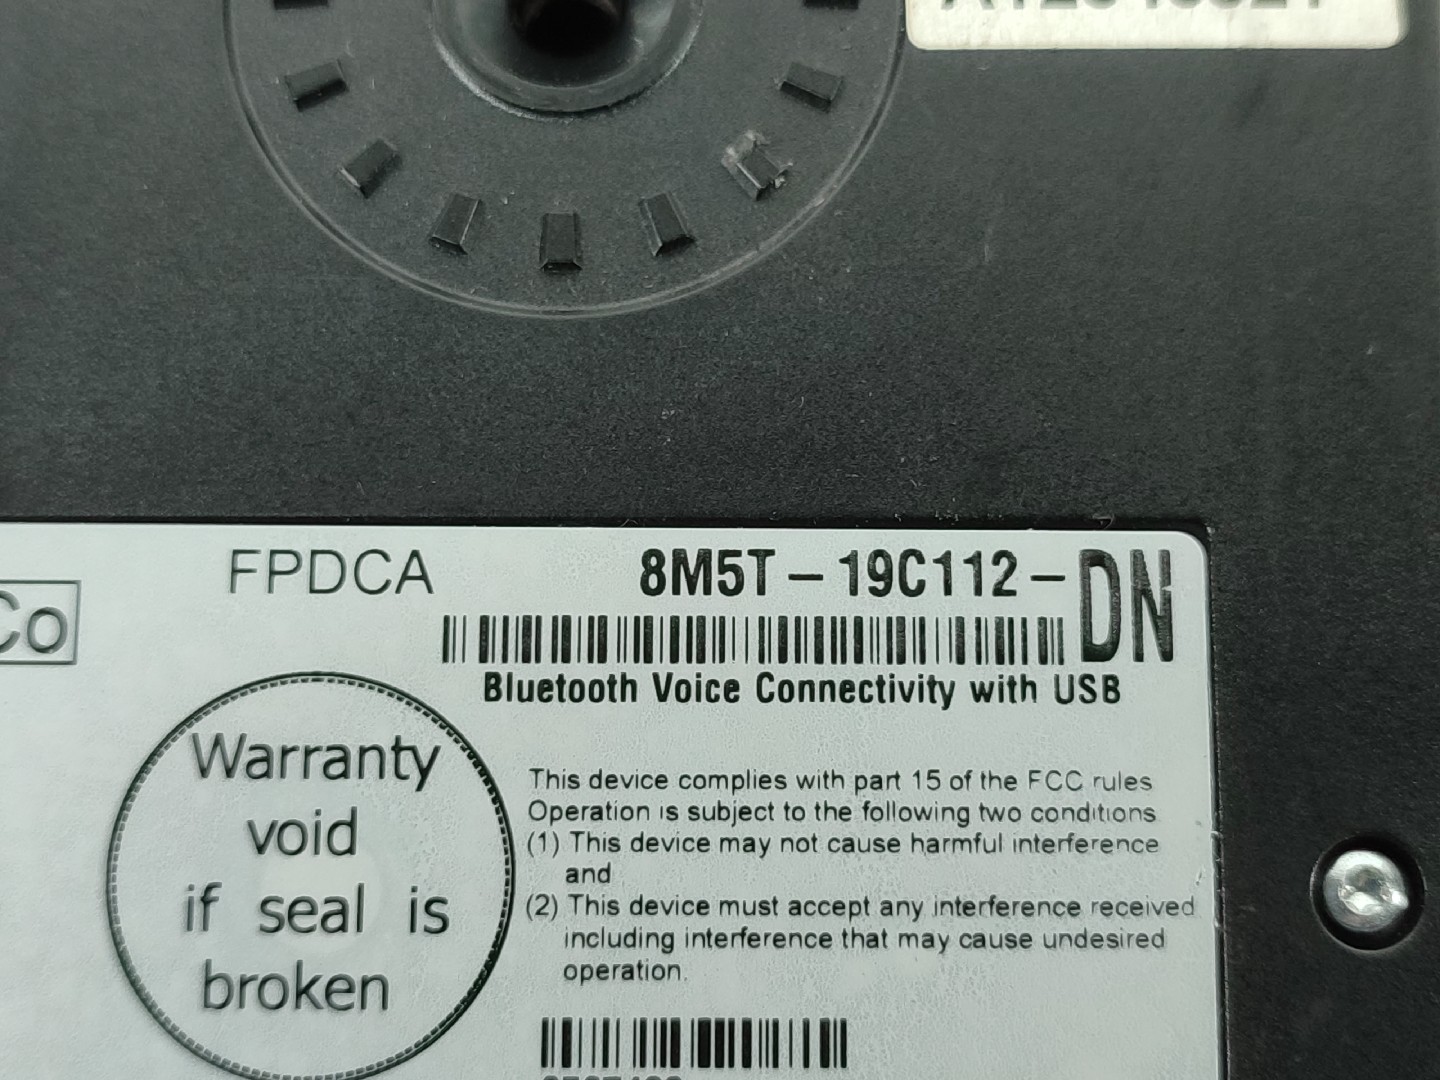 FPDCA
8M5T – 19C112 – DN
Co
Bluetooth Voice Connectivity with USB
Warranty
void
if seal is
broken
This device complies with part 15 of the FCC rules
Operation is subject to the following two conditions
(1) This device may not cause harmful interference
and
(2) This device must accept any interference received
including interference that may cause undesired
operation.